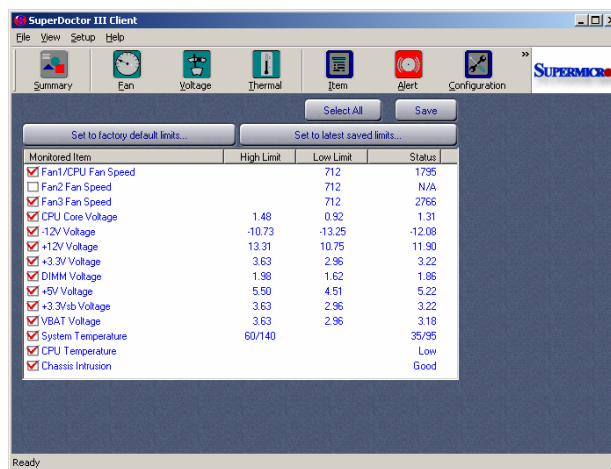 SuperDoctor III Client
File View Setup Help
Summary Fan Voltage Thermal Item Alert Configuration » SUPERMICR
Select All Save
Set to factory default limits... Set to latest saved limits...
Monitored Item High Limit Low Limit Status
Fan1/CPU Fan Speed 712 1795
Fan2 Fan Speed 712 N/A
Fan3 Fan Speed 712 2766
CPU Core Voltage 1.48 0.92 1.31
-12V Voltage -10.73 -13.25 -12.08
+12V Voltage 13.31 10.75 11.90
+3.3V Voltage 3.63 2.96 3.22
DIMM Voltage 1.98 1.62 1.86
+5V Voltage 5.50 4.51 5.22
+3.3Vsb Voltage 3.63 2.96 3.22
VBAT Voltage 3.63 2.96 3.18
System Temperature 60/140 35/95
CPU Temperature Low
Chassis Intrusion Good
Ready